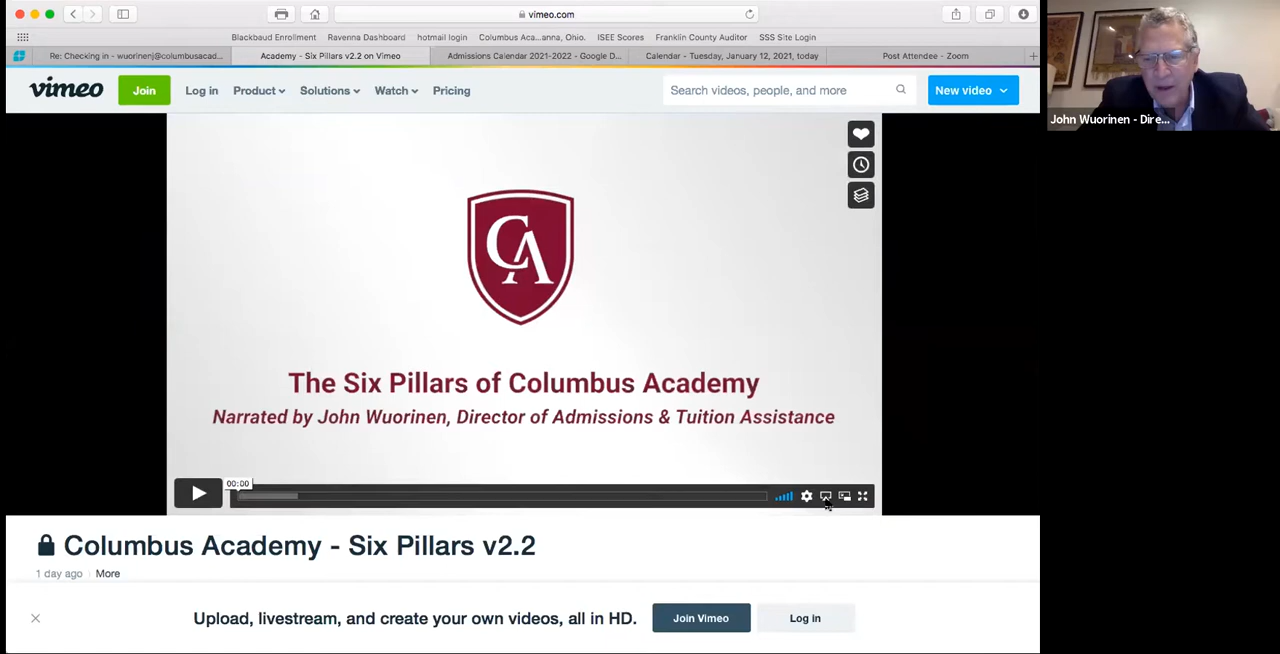 vimeo.com
Blackbaud Enrollment Ravenna Dashboard hotmail login Columbus Aca...anna, Ohio. ISEE Scores Franklin County Auditor SSS Site Login
Re: Checking in - wuorinenj@columbusacad... Academy - Six Pillars v2.2 on Vimeo Admissions Calendar 2021-2022 - Google D... Calendar - Tuesday, January 12, 2021, today Post Attendee - Zoom
vimeo Join Log in Product Solutions Watch Pricing Search videos, people, and more New video
John Wuorinen - Dire...
CA
The Six Pillars of Columbus Academy
Narrated by John Wuorinen, Director of Admissions & Tuition Assistance
00:00
Columbus Academy - Six Pillars v2.2
1 day ago More
Upload, livestream, and create your own videos, all in HD. Join Vimeo Log in